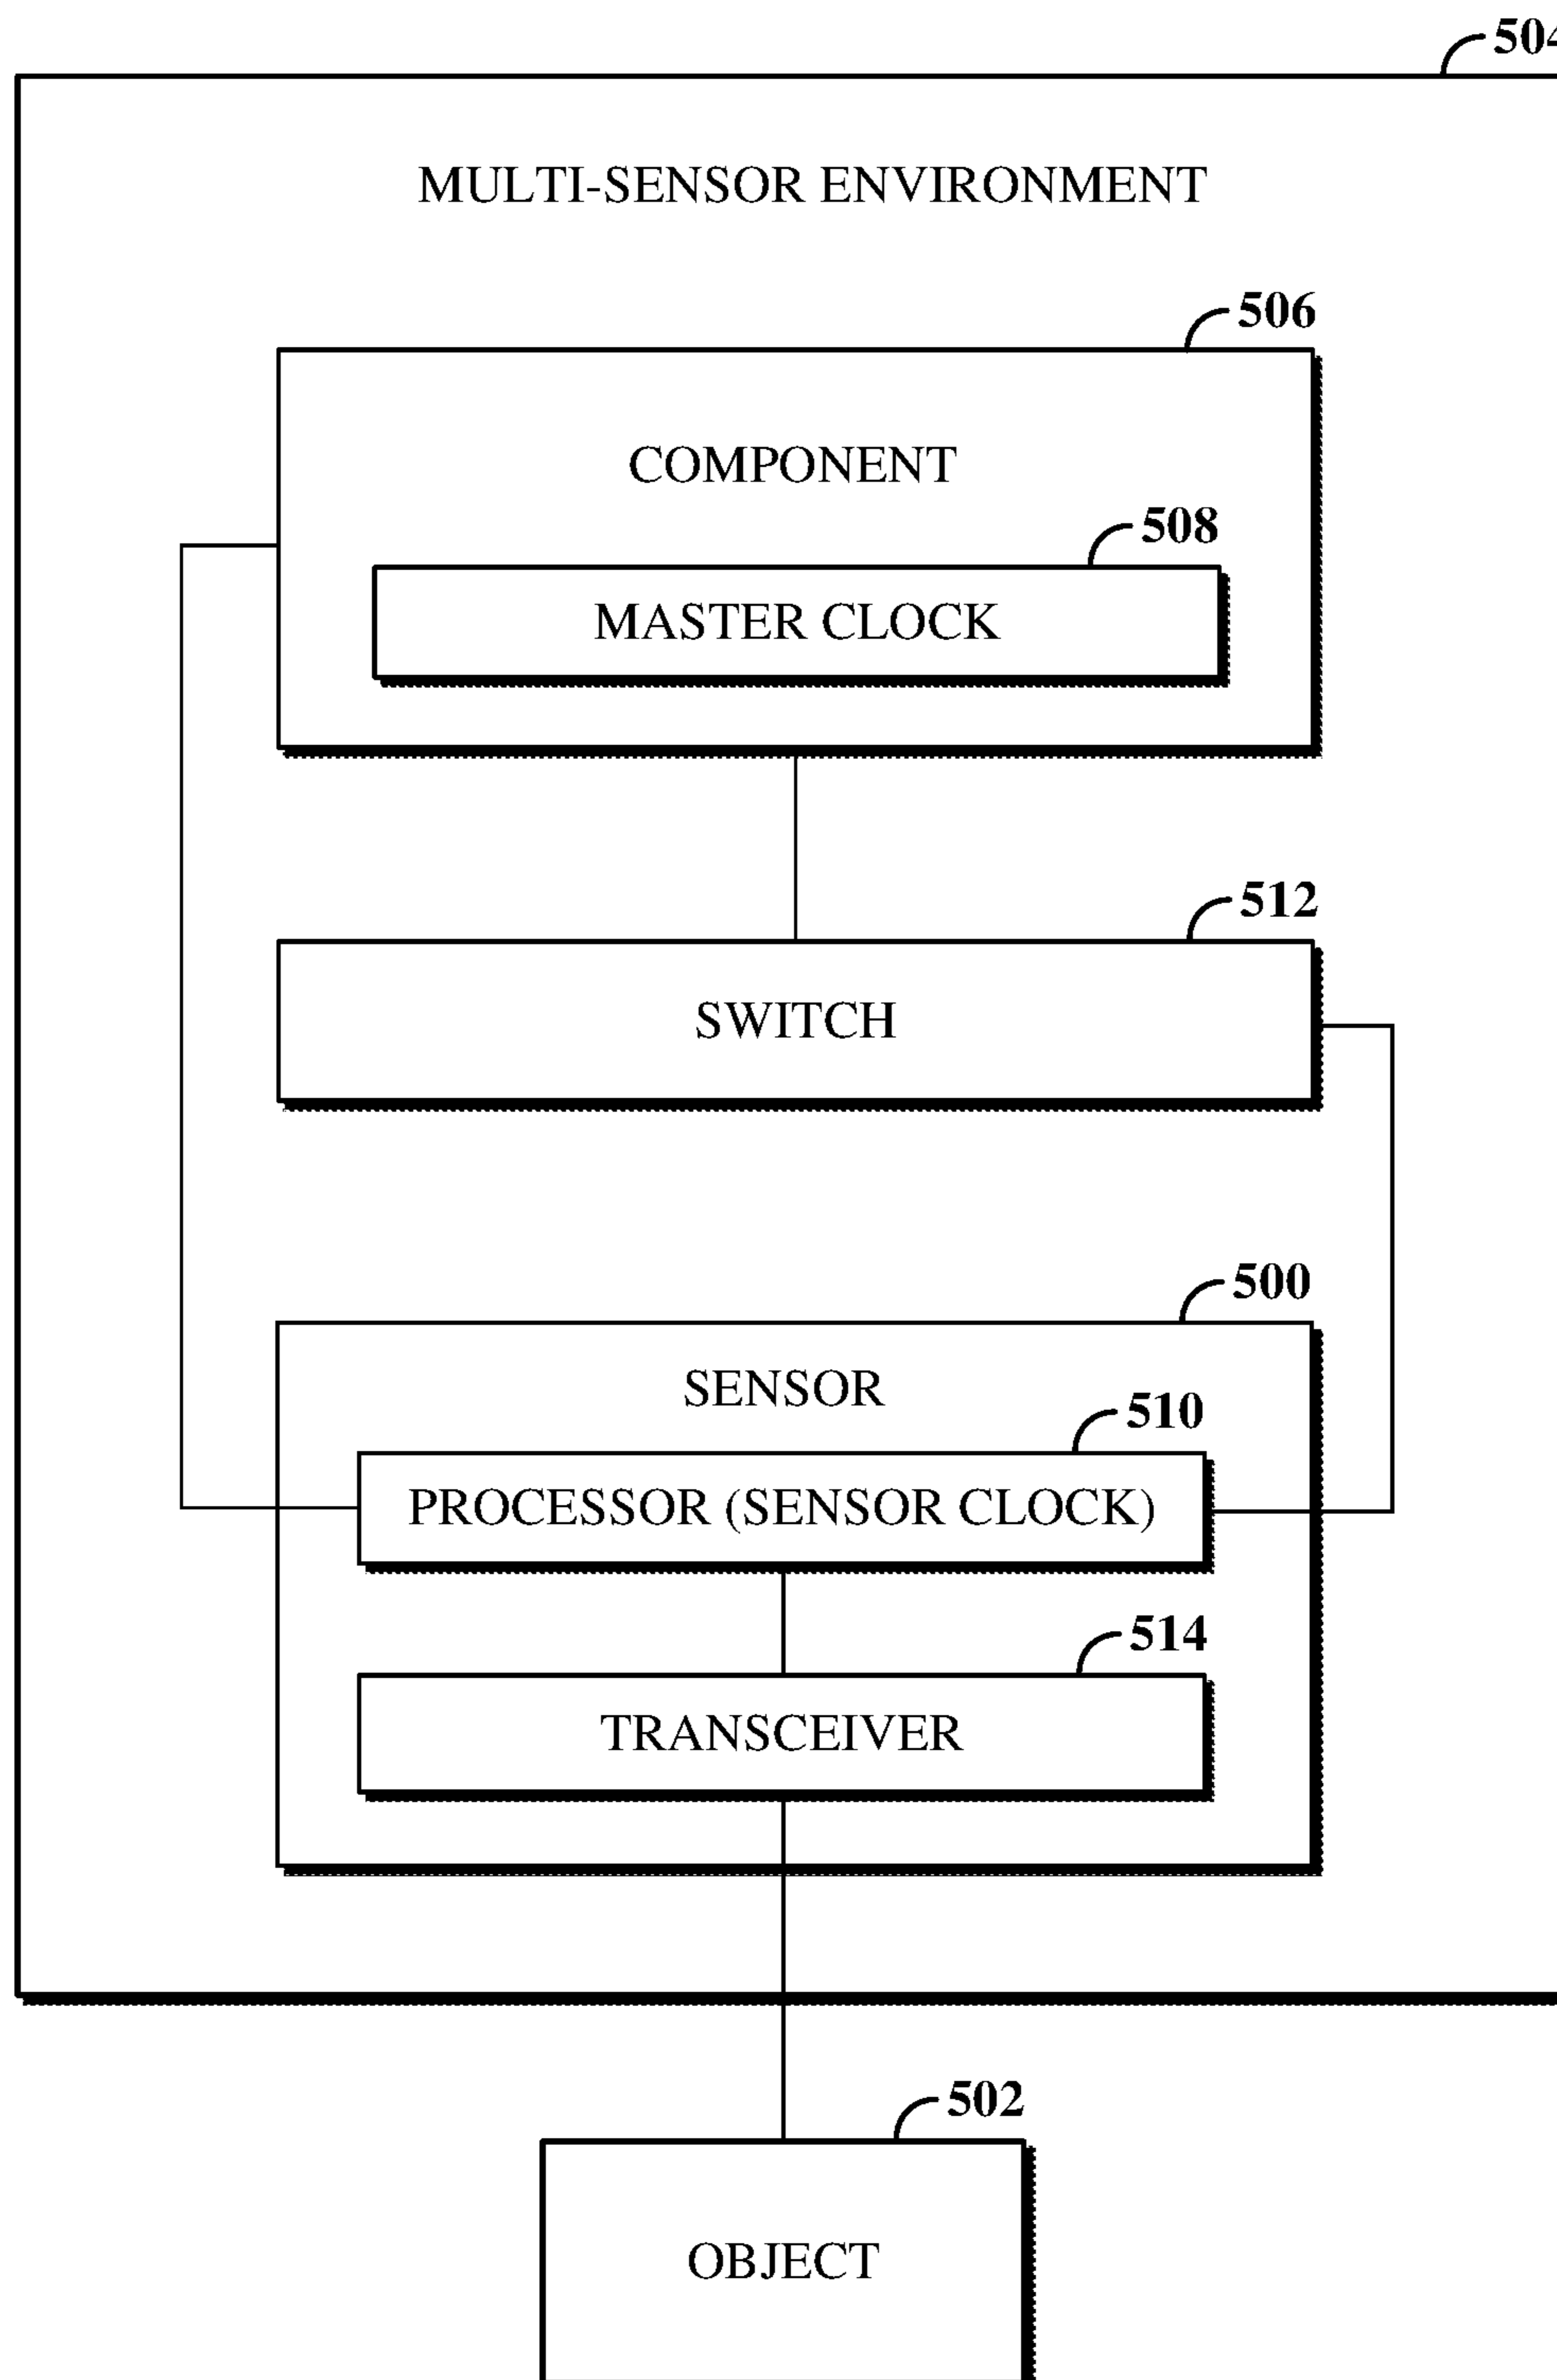 504
MULTI-SENSOR ENVIRONMENT
506
COMPONENT
508
MASTER CLOCK
512
SWITCH
500
SENSOR
510
PROCESSOR (SENSOR CLOCK)
514
TRANSCEIVER
502
OBJECT